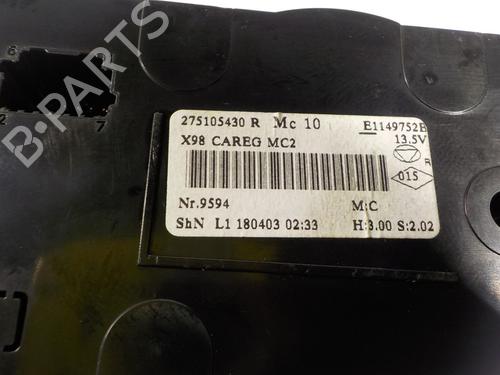 B-PARTS
6
2
7
275105430 R Mc 10 E1149752B
X98 CAREG MC2 13.5V
R
015
Nr.9594 M:C
ShN L1 180403 02:33 H:3.00 S:2.02